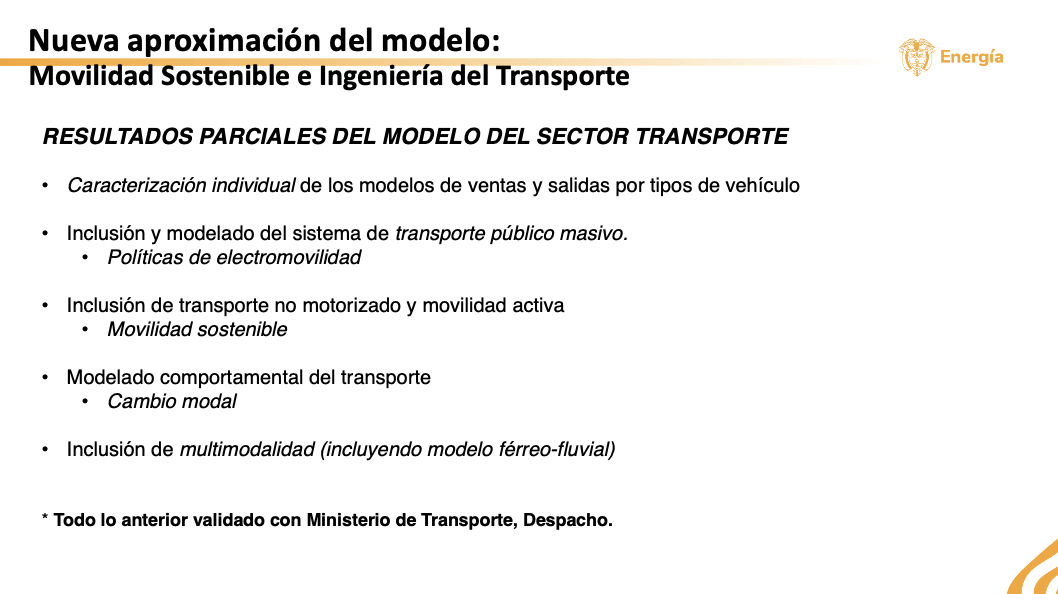 Nueva aproximación del modelo:
Energía
Movilidad Sostenible e Ingeniería del Transporte
RESULTADOS PARCIALES DEL MODELO DEL SECTOR TRANSPORTE
• Caracterización individual de los modelos de ventas y salidas por tipos de vehículo
• Inclusión y modelado del sistema de transporte público masivo.
• Políticas de electromovilidad
• Inclusión de transporte no motorizado y movilidad activa
• Movilidad sostenible
• Modelado comportamental del transporte
• Cambio modal
• Inclusión de multimodalidad (incluyendo modelo férreo-fluvial)
* Todo lo anterior validado con Ministerio de Transporte, Despacho.